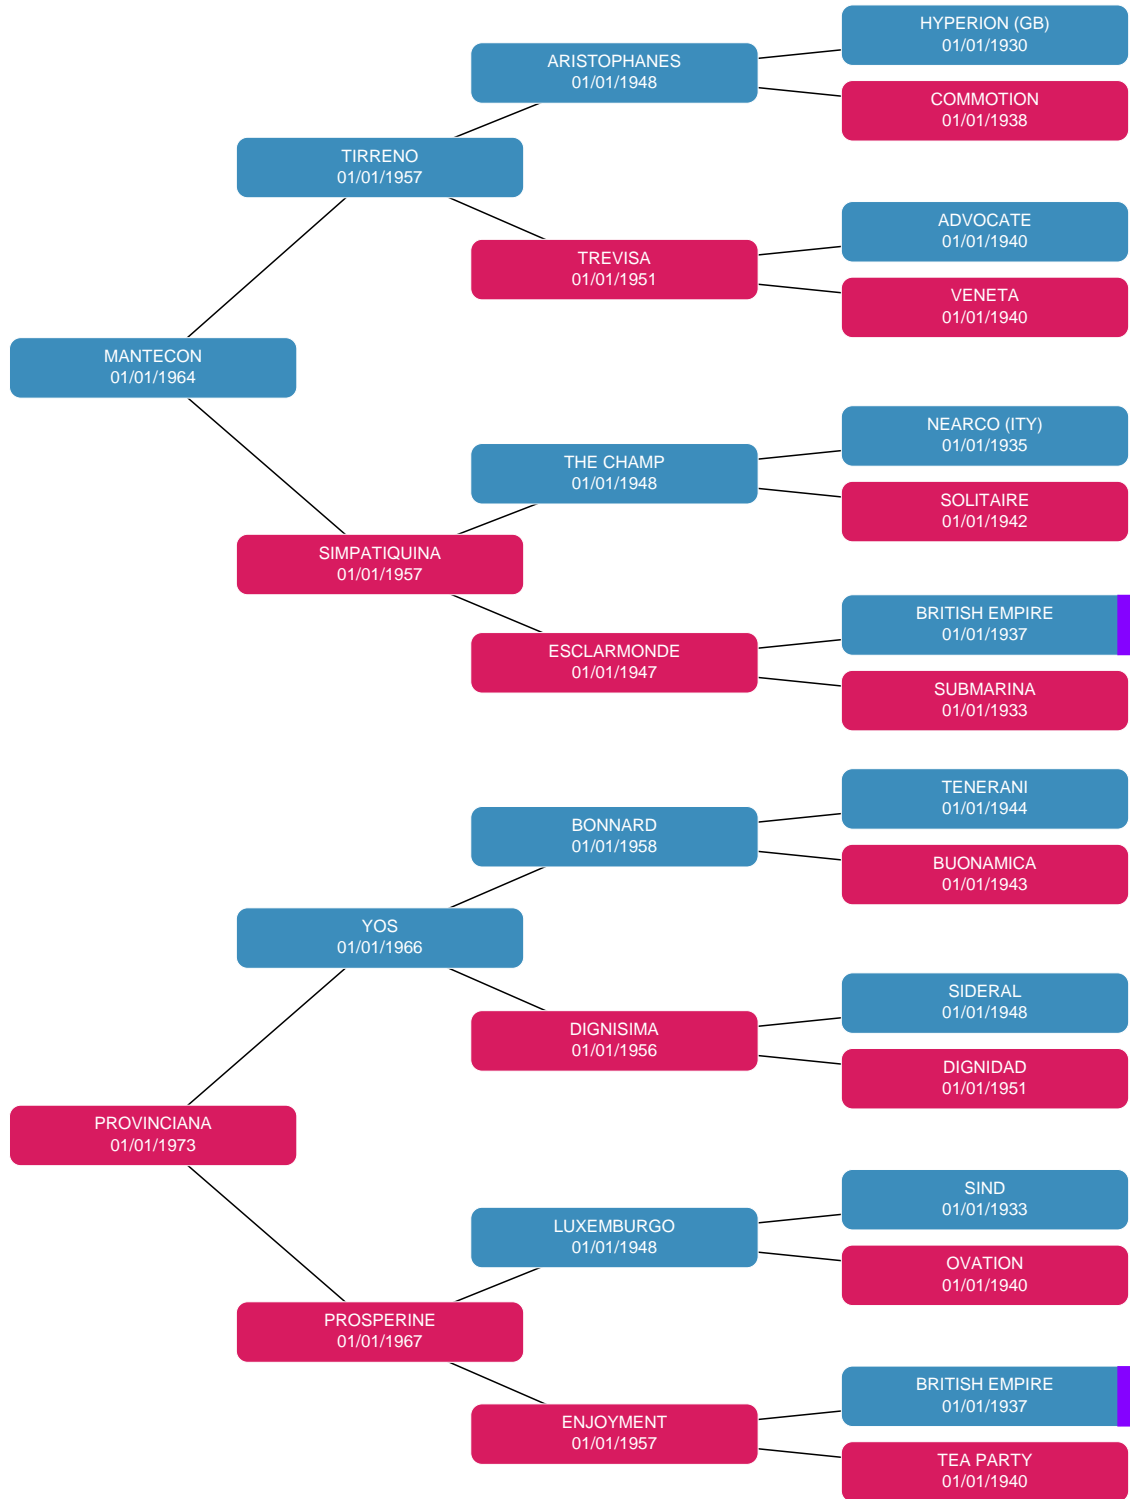 HYPERION (GB)
01/01/1930
ARISTOPHANES
01/01/1948
COMMOTION
01/01/1938
TIRRENO
01/01/1957
ADVOCATE
01/01/1940
TREVISA
01/01/1951
VENETA
01/01/1940
MANTECON
01/01/1964
NEARCO (ITY)
01/01/1935
THE CHAMP
01/01/1948
SOLITAIRE
01/01/1942
SIMPATIQUINA
01/01/1957
BRITISH EMPIRE
01/01/1937
ESCLARMONDE
01/01/1947
SUBMARINA
01/01/1933
TENERANI
01/01/1944
BONNARD
01/01/1958
BUONAMICA
01/01/1943
YOS
01/01/1966
SIDERAL
01/01/1948
DIGNISIMA
01/01/1956
DIGNIDAD
01/01/1951
PROVINCIANA
01/01/1973
SIND
01/01/1933
LUXEMBURGO
01/01/1948
OVATION
01/01/1940
PROSPERINE
01/01/1967
BRITISH EMPIRE
01/01/1937
ENJOYMENT
01/01/1957
TEA PARTY
01/01/1940